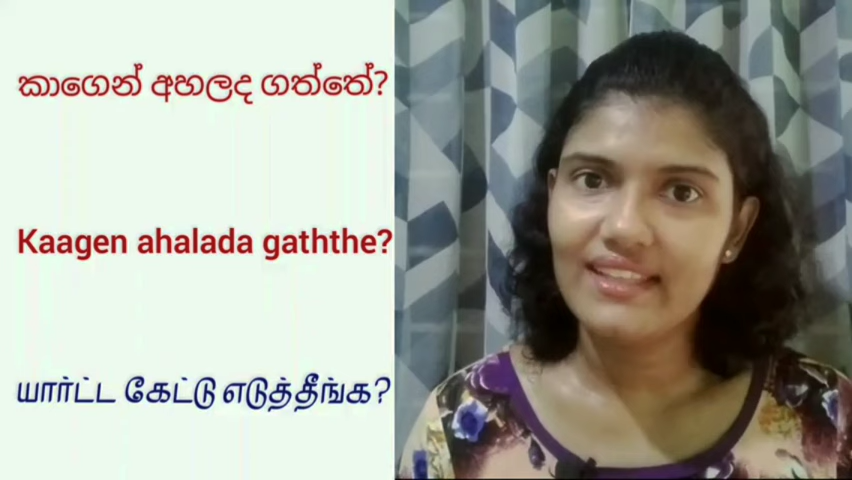 කාගෙන් අහලද ගත්තේ?
Kaagen ahalada gaththe?
யார்ட்ட கேட்டு எடுத்தீங்க?